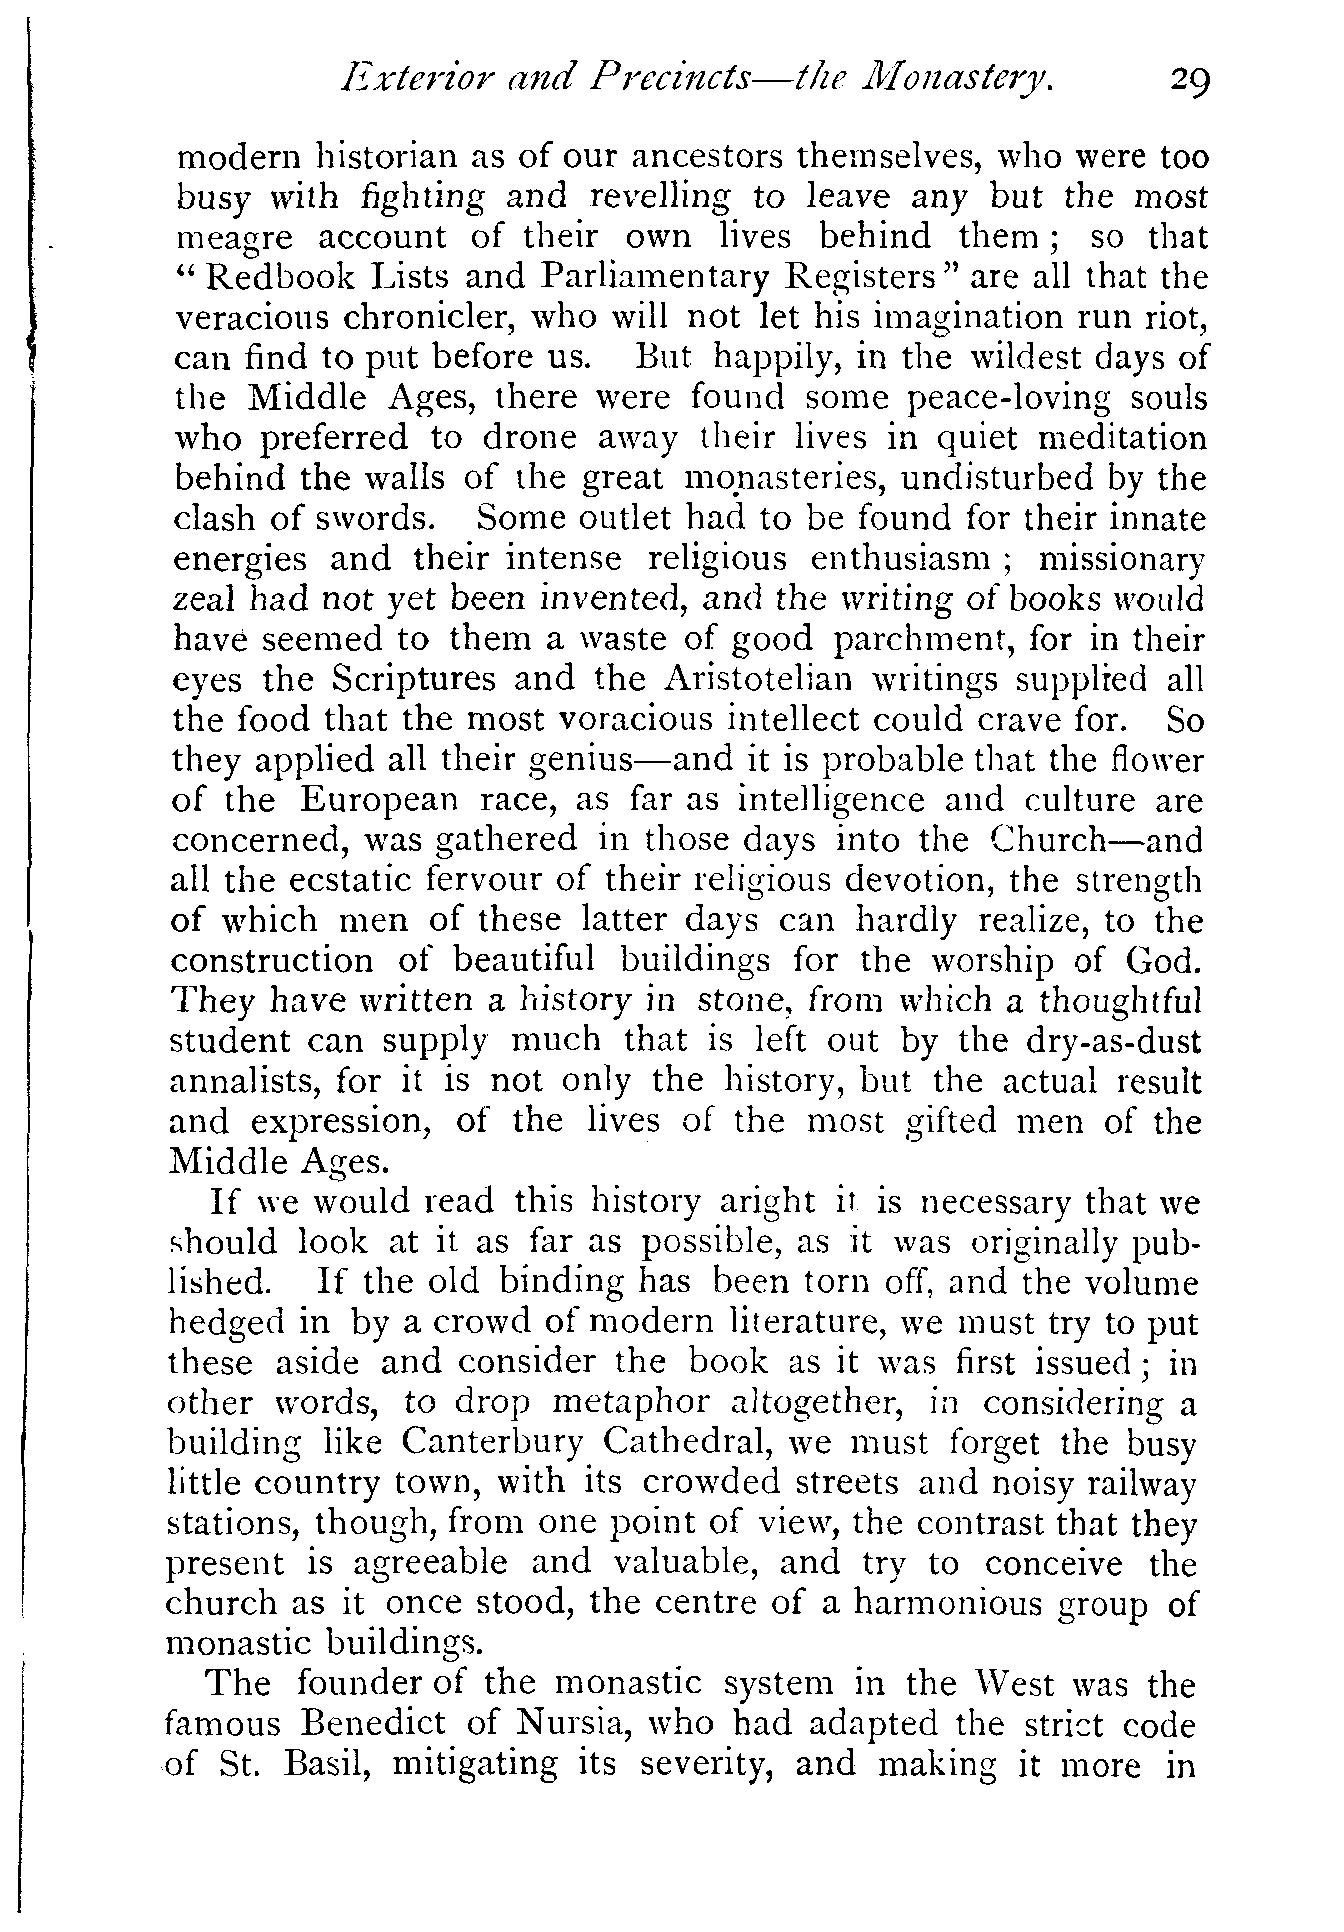 Exterior and Precincts—the Monastery. 29
modern historian as of our ancestors themselves, who were too
busy with fighting and revelling to leave any but the most
meagre account of their own lives behind them ; so that
“ Redbook Lists and Parliamentary Registers ” are all that the
veracious chronicler, who will not let his imagination run riot,
can find to put before us. But happily, in the wildest days of
the Middle Ages, there were found some peace-loving souls
who preferred to drone away their lives in quiet meditation
behind the walls of the great monasteries, undisturbed by the
clash of swords. Some outlet had to be found for their innate
energies and their intense religious enthusiasm ; missionary
zeal had not yet been invented, and the writing of books would
have seemed to them a waste of good parchment, for in their
eyes the Scriptures and the Aristotelian writings supplied all
the food that the most voracious intellect could crave for. So
they applied all their genius—and it is probable that the flower
of the European race, as far as intelligence and culture are
concerned, was gathered in those days into the Church—and
all the ecstatic fervour of their religious devotion, the strength
of which men of these latter days can hardly realize, to the
construction of beautiful buildings for the worship of God.
They have written a history in stone, from which a thoughtful
student can supply much that is left out by the dry-as-dust
annalists, for it is not only the history, but the actual result
and expression, of the lives of the most gifted men of the
Middle Ages.
If we would read this history aright it is necessary that we
should look at it as far as possible, as it was originally pub-
lished. If the old binding has been torn off, and the volume
hedged in by a crowd of modern literature, we must try to put
these aside and consider the book as it was first issued ; in
other words, to drop metaphor altogether, in considering a
building like Canterbury Cathedral, we must forget the busy
little country town, with its crowded streets and noisy railway
stations, though, from one point of view, the contrast that they
present is agreeable and valuable, and try to conceive the
church as it once stood, the centre of a harmonious group of
monastic buildings.
The founder of the monastic system in the West was the
famous Benedict of Nursia, who had adapted the strict code
of St. Basil, mitigating its severity, and making it more in